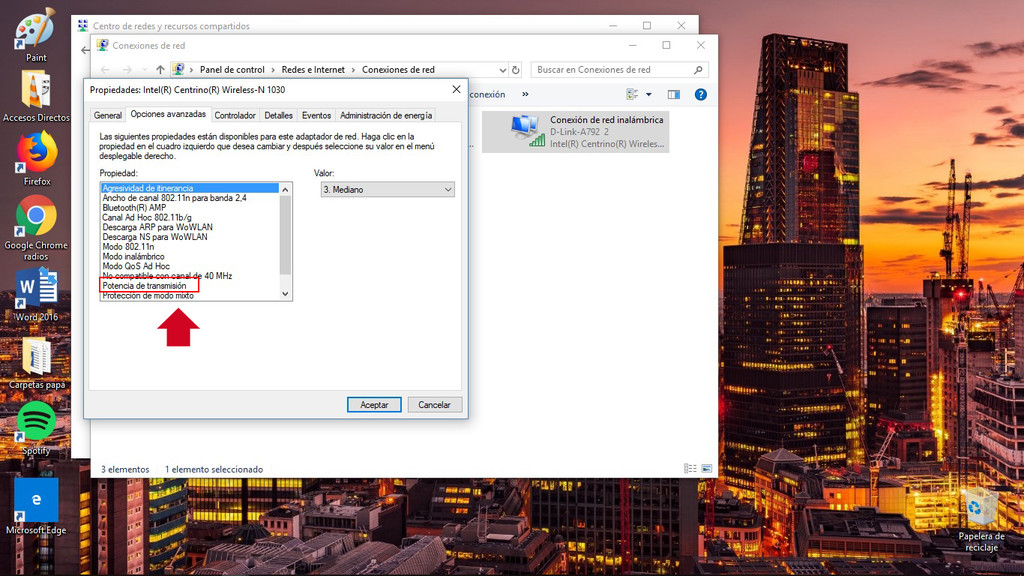 Paint
Accesos Directos
Firefox
Google Chrome
radios
Word 2016
Carpetas papá
Spotify
Microsoft Edge
Centro de redes y recursos compartidos
Conexiones de red
Panel de control
Redes e Internet
Conexiones de red
Buscar en Conexiones de red
conexión
»
Conexión de red inalámbrica
D-Link-A792 2
Intel(R) Centrino(R) Wireles...
Propiedades: Intel(R) Centrino(R) Wireless-N 1030
General
Opciones avanzadas
Controlador
Detalles
Eventos
Administración de energía
Las siguientes propiedades están disponibles para este adaptador de red. Haga clic en la
propiedad en el cuadro izquierdo que desea cambiar y después seleccione su valor en el menú
desplegable derecho.
Propiedad:
Valor:
Agresividad de itinerancia
3. Mediano
Ancho de canal 802.11n para banda 2,4
Bluetooth(R) AMP
Canal Ad Hoc 802.11b/g
Descarga ARP para WoWLAN
Descarga NS para WoWLAN
Modo 802.11n
Modo inalámbrico
Modo QoS Ad Hoc
No compatible con canal de 40 MHz
Potencia de transmisión
Protección de modo mixto
Aceptar
Cancelar
3 elementos
1 elemento seleccionado
Papelera de
reciclaje